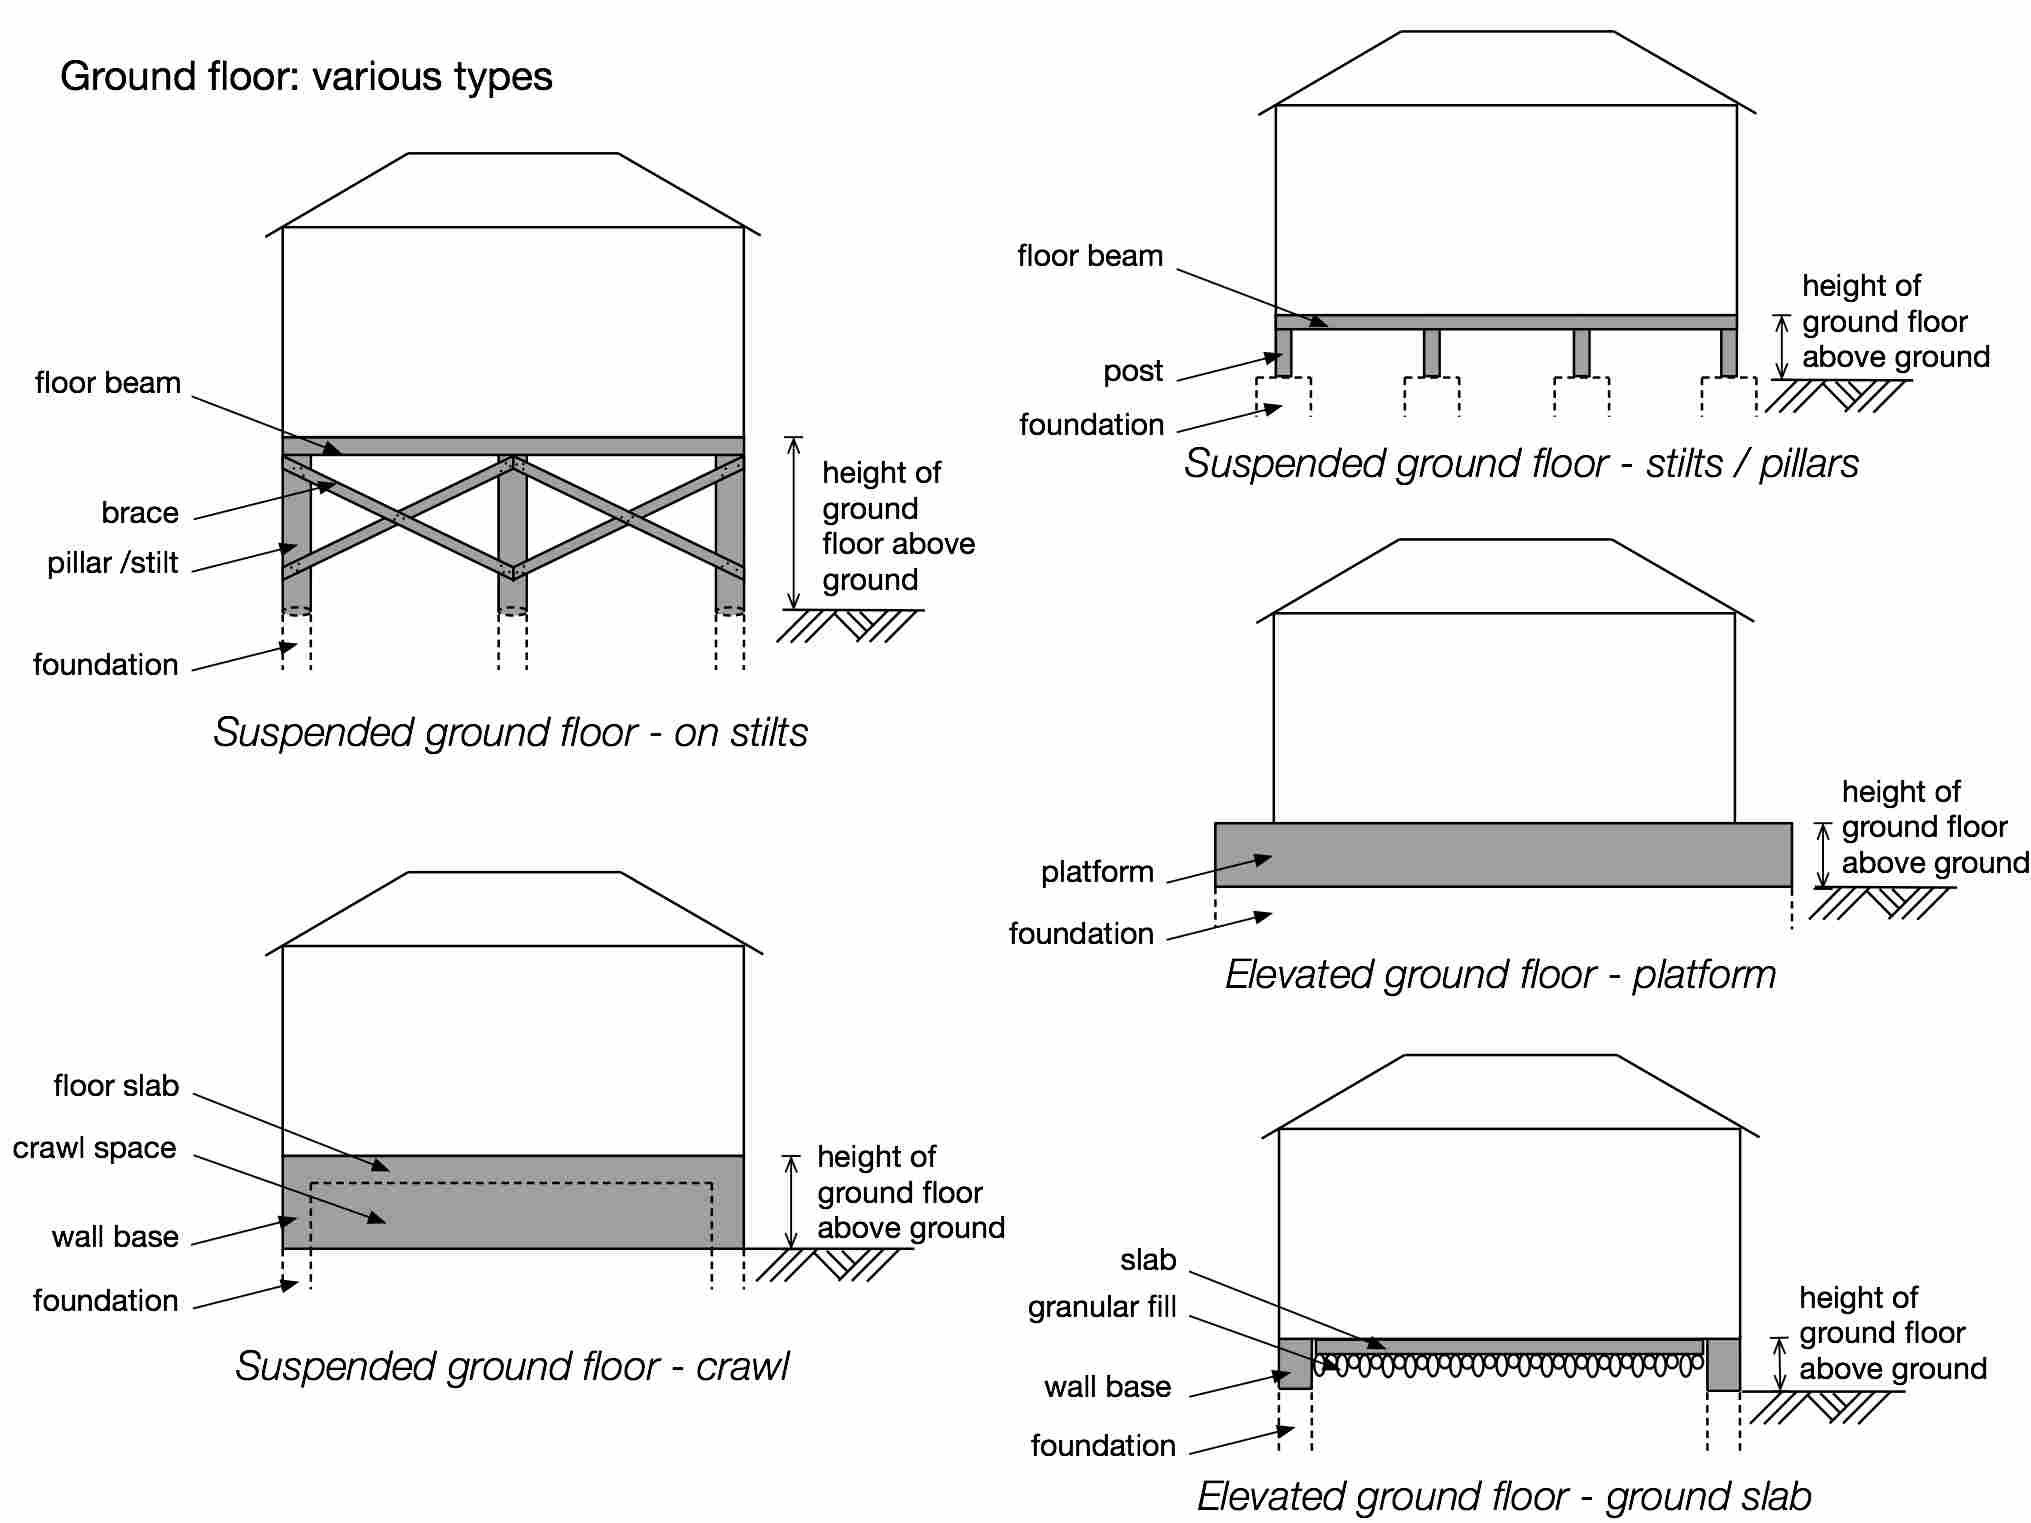 Ground floor: various types
floor beam
brace
pillar /stilt
foundation
height of
ground
floor above
ground
Suspended ground floor - on stilts
floor beam
post
foundation
height of
ground floor
above ground
Suspended ground floor - stilts / pillars
platform
foundation
height of
ground floor
above ground
Elevated ground floor - platform
floor slab
crawl space
wall base
foundation
height of
ground floor
above ground
Suspended ground floor - crawl
slab
granular fill
wall base
foundation
height of
ground floor
above ground
Elevated ground floor - ground slab